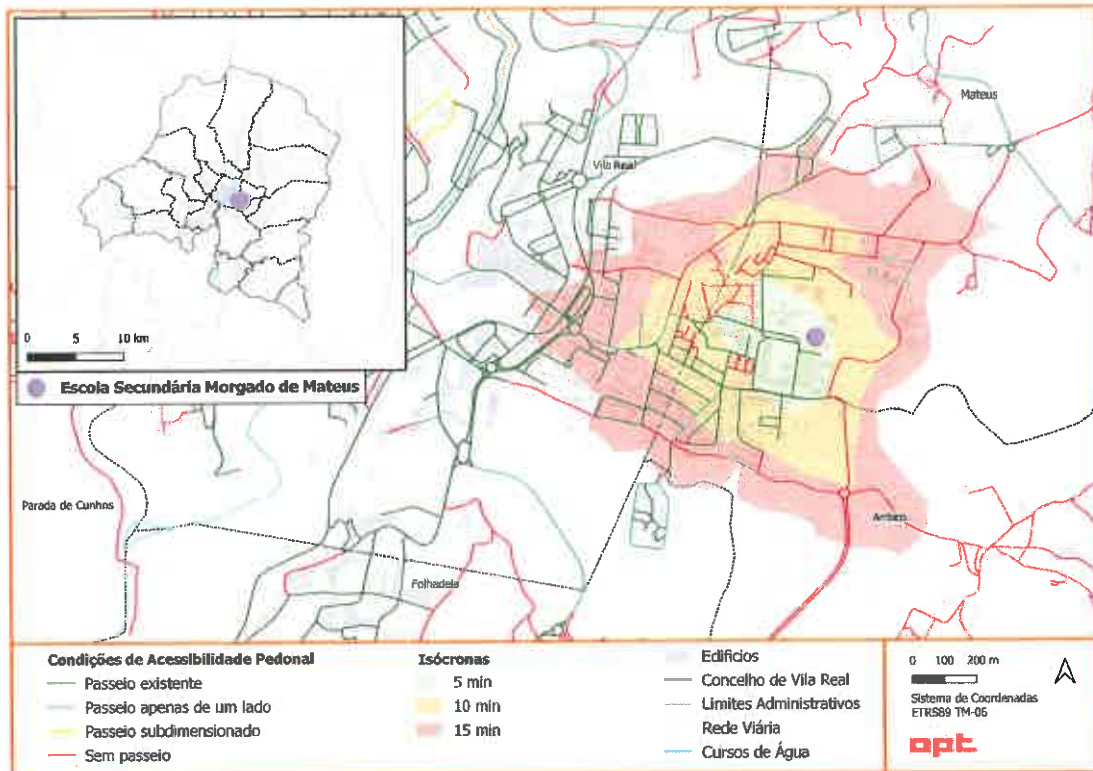 Mateus
Vila Real
0 5 10 km
Escola Secundária Morgado de Mateus
Parada de Cunhos
Folhadela
Condições de Acessibilidade Pedonal
Passeio existente
Passeio apenas de um lado
Passeio subdimensionado
Sem passeio
Isócronas
5 min
10 min
15 min
Edifícios
Concelho de Vila Real
Limites Administrativos
Rede Viária
Cursos de Água
0 100 200 m
Sistema de Coordenadas
ETRS89 TM-06
opt